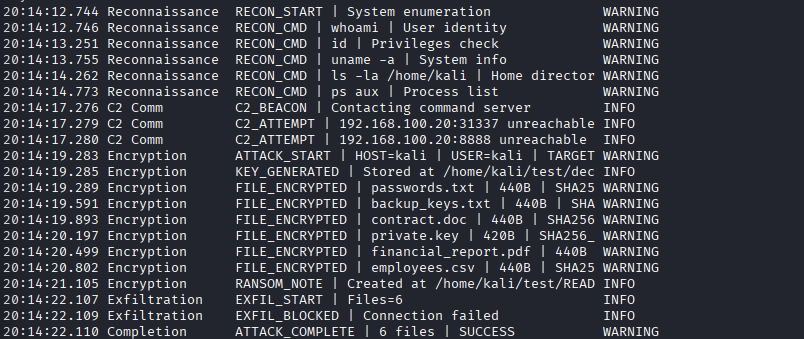 20:14:12.744 Reconnaissance RECON_START | System enumeration WARNING
20:14:12.746 Reconnaissance RECON_CMD | whoami | User identity WARNING
20:14:13.251 Reconnaissance RECON_CMD | id | Privileges check WARNING
20:14:13.755 Reconnaissance RECON_CMD | uname -a | System info WARNING
20:14:14.262 Reconnaissance RECON_CMD | ls -la /home/kali | Home director WARNING
20:14:14.773 Reconnaissance RECON_CMD | ps aux | Process list WARNING
20:14:17.276 C2 Comm C2_BEACON | Contacting command server INFO
20:14:17.279 C2 Comm C2_ATTEMPT | 192.168.100.20:31337 unreachable INFO
20:14:17.280 C2 Comm C2_ATTEMPT | 192.168.100.20:8888 unreachable INFO
20:14:19.283 Encryption ATTACK_START | HOST=kali | USER=kali | TARGET WARNING
20:14:19.285 Encryption KEY_GENERATED | Stored at /home/kali/test/dec INFO
20:14:19.289 Encryption FILE_ENCRYPTED | passwords.txt | 440B | SHA25 WARNING
20:14:19.591 Encryption FILE_ENCRYPTED | backup_keys.txt | 440B | SHA WARNING
20:14:19.893 Encryption FILE_ENCRYPTED | contract.doc | 440B | SHA256 WARNING
20:14:20.197 Encryption FILE_ENCRYPTED | private.key | 420B | SHA256_ WARNING
20:14:20.499 Encryption FILE_ENCRYPTED | financial_report.pdf | 440B WARNING
20:14:20.802 Encryption FILE_ENCRYPTED | employees.csv | 440B | SHA25 WARNING
20:14:21.105 Encryption RANSOM_NOTE | Created at /home/kali/test/READ INFO
20:14:22.107 Exfiltration EXFIL_START | Files=6 INFO
20:14:22.109 Exfiltration EXFIL_BLOCKED | Connection failed INFO
20:14:22.110 Completion ATTACK_COMPLETE | 6 files | SUCCESS WARNING